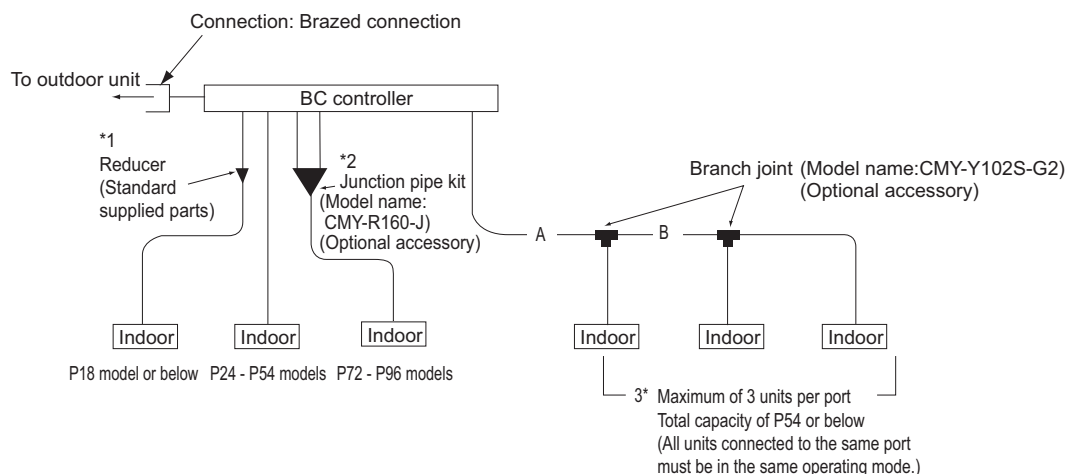 Connection: Brazed connection
To outdoor unit
BC controller
*1
Reducer
(Standard
supplied parts)
*2
Junction pipe kit
(Model name:
CMY-R160-J)
(Optional accessory)
Branch joint (Model name:CMY-Y102S-G2)
(Optional accessory)
A
B
Indoor
Indoor
Indoor
Indoor
Indoor
Indoor
P18 model or below
P24 - P54 models
P72 - P96 models
3* Maximum of 3 units per port
Total capacity of P54 or below
(All units connected to the same port
must be in the same operating mode.)